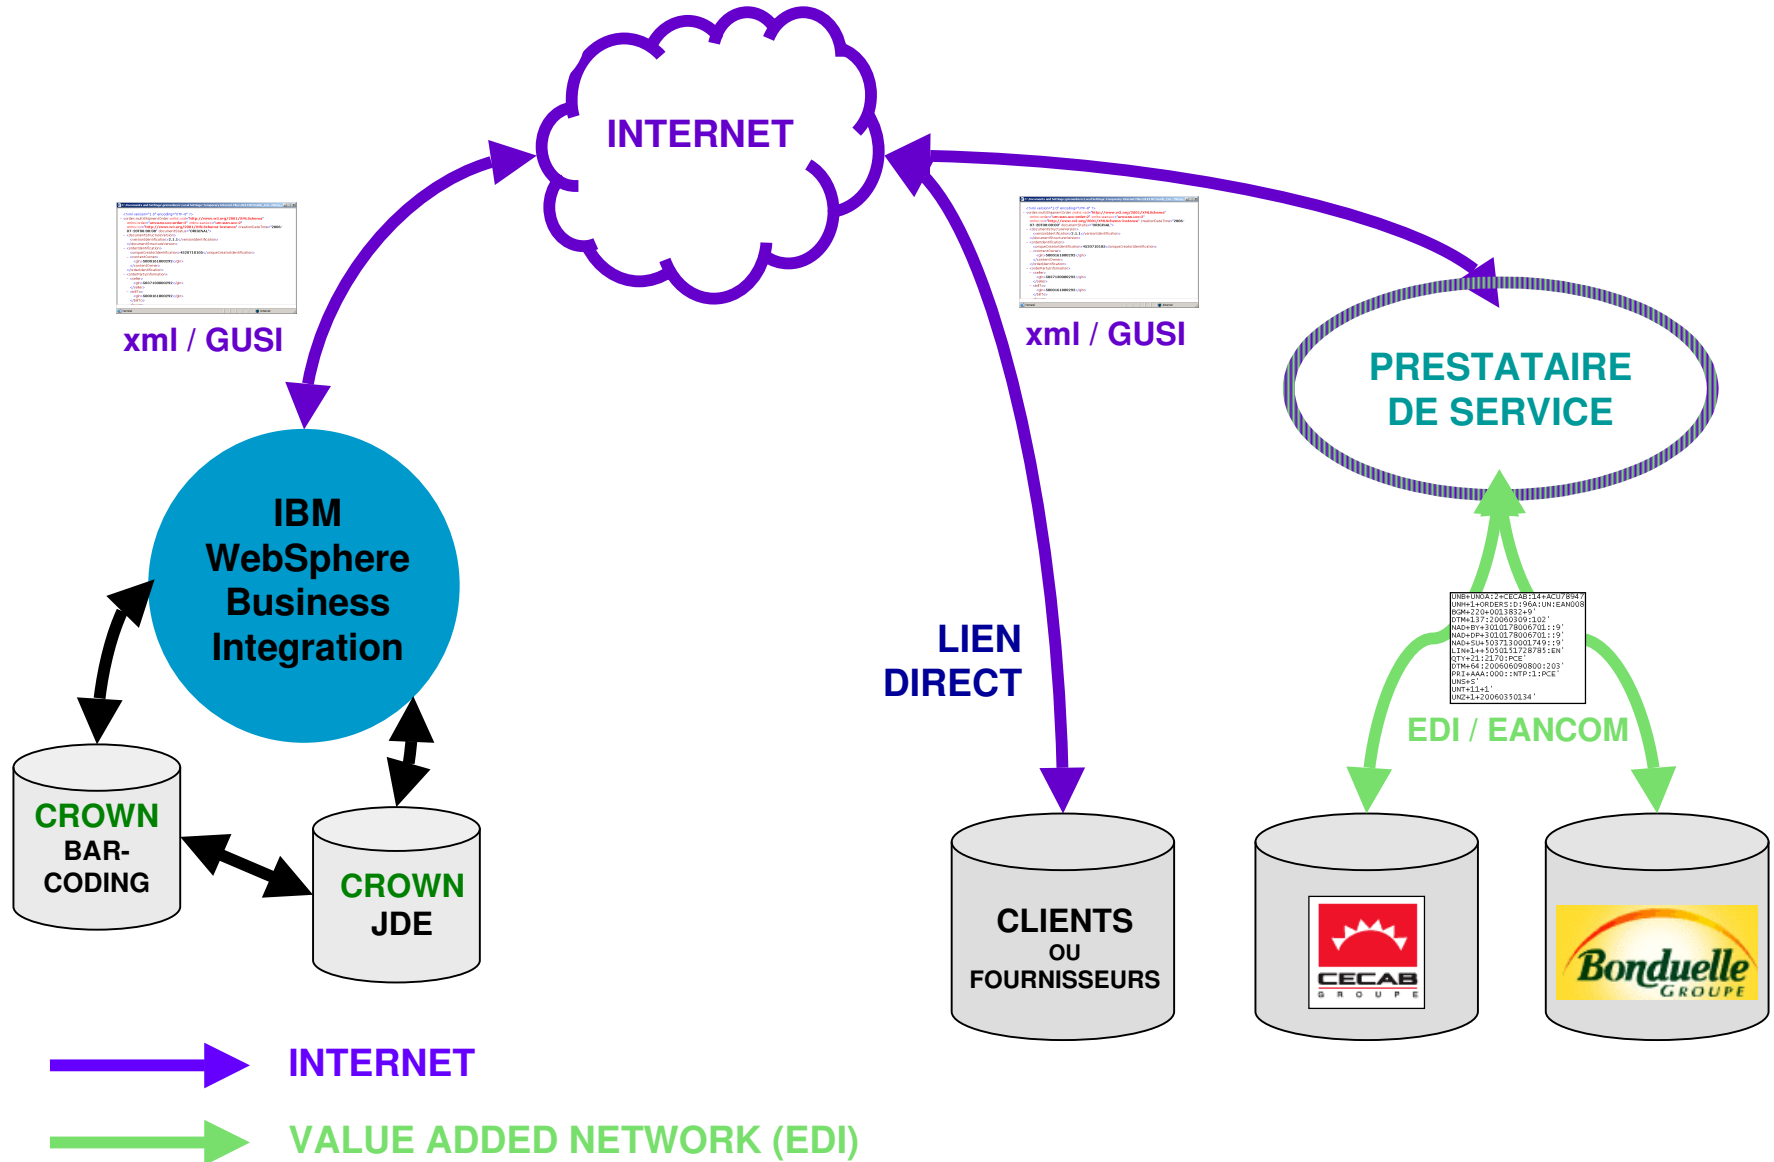 INTERNET
xml / GUSI
xml / GUSI
PRESTATAIRE
DE SERVICE
IBM
WebSphere
Business
Integration
LIEN
DIRECT
UNB+UNOA:2+CECAB:14+ACU78947
UNH+1+ORDERS:D:96A:UN:EAN008
BGM+220+0013832+9'
DTM+137:20060309:102'
NAD+BY+3010178006701::9'
NAD+DP+3010178006701::9'
NAD+SU+5037130001749::9'
LIN+1++5050151728785:EN'
QTY+21:2170:PCE'
DTM+64:200606090800:203'
PRI+AAA:000::NTP:1:PCE'
UNS+S'
UNT+11+1'
UNZ+1+20060350134'
EDI / EANCOM
CROWN
BAR-
CODING
CROWN
JDE
CLIENTS
OU
FOURNISSEURS
CECAB
GROUPE
Bonduelle
GROUPE
INTERNET
VALUE ADDED NETWORK (EDI)